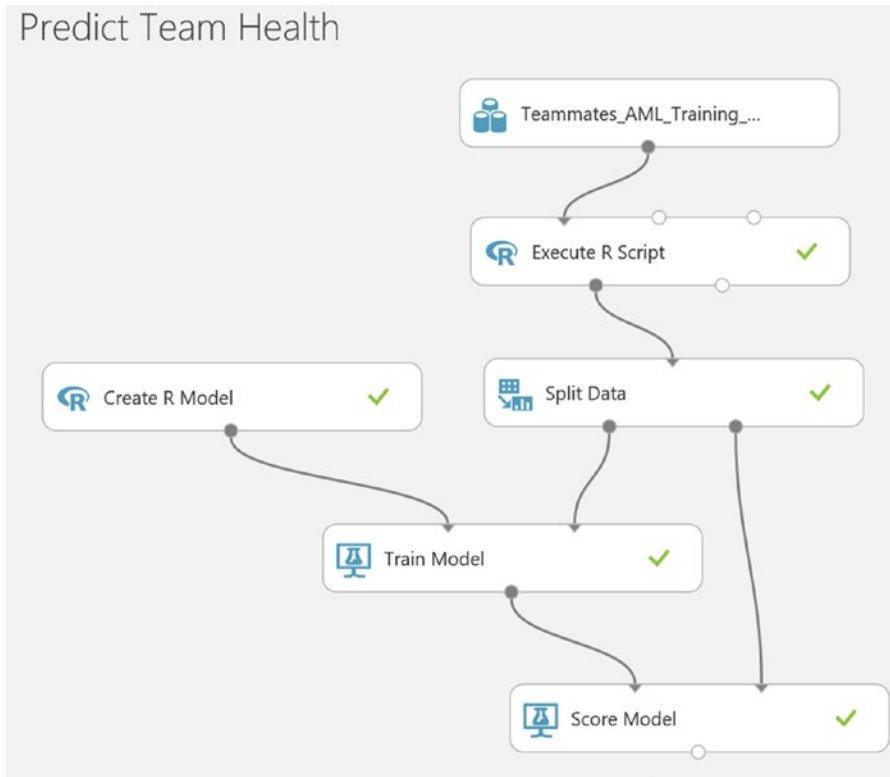 Predict Team Health
Teammates_AML_Training_...
R Execute R Script
Split Data
R Create R Model
Train Model
Score Model